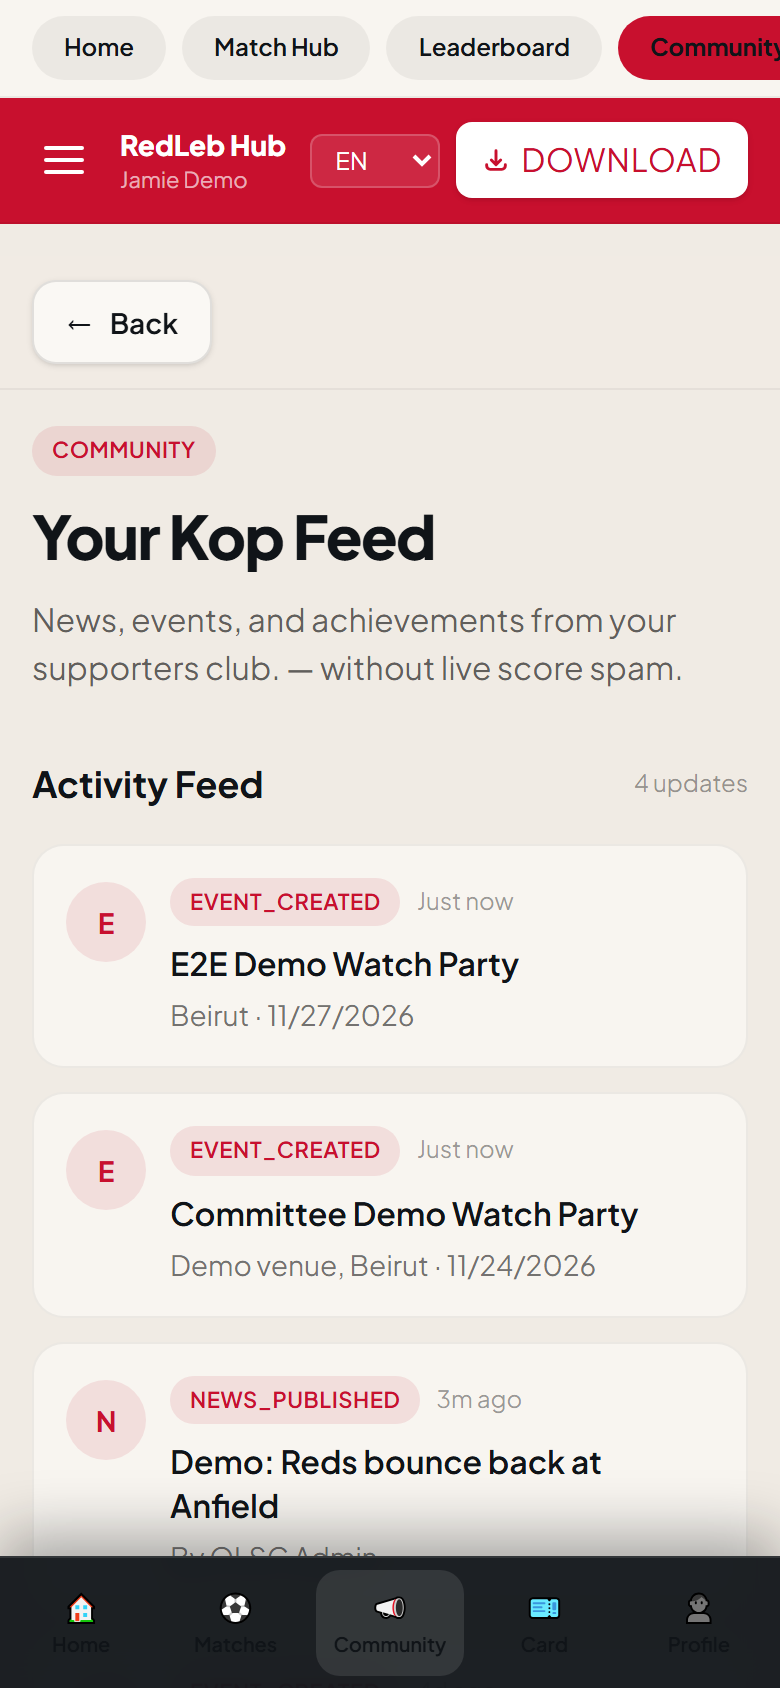 Home Match Hub Leaderboard Community
RedLeb Hub
Jamie Demo
EN
DOWNLOAD
← Back
COMMUNITY
Your Kop Feed
News, events, and achievements from your
supporters club. — without live score spam.
Activity Feed
4 updates
E
EVENT_CREATED Just now
E2E Demo Watch Party
Beirut · 11/27/2026
E
EVENT_CREATED Just now
Committee Demo Watch Party
Demo venue, Beirut · 11/24/2026
N
NEWS_PUBLISHED 3m ago
Demo: Reds bounce back at
Anfield
Home Matches Community Card Profile